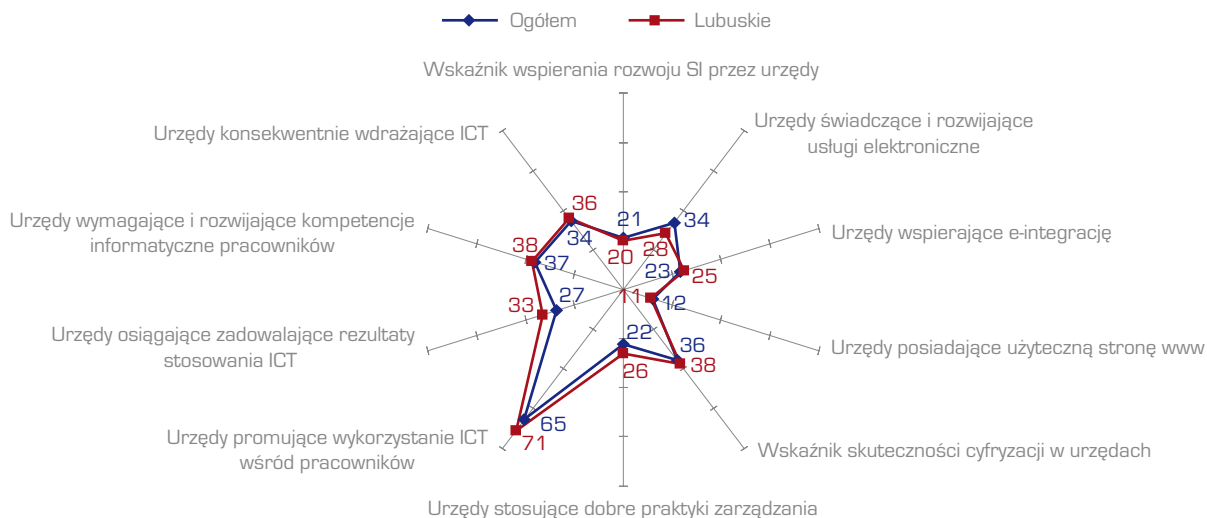 Ogółem Lubuskie
Wskaźnik wspierania rozwoju SI przez urzędy
Urzędy konsekwentnie wdrażające ICT
Urzędy świadczące i rozwijające
usługi elektroniczne
36
34
21
20
34
28
Urzędy wymagające i rozwijające kompetencje
informatyczne pracowników
38
37
23
25
Urzędy wspierające e-integrację
27
33
11
12
Urzędy osiągające zadowalające rezultaty
stosowania ICT
Urzędy posiadające użyteczną stronę www
22
26
36
38
Urzędy promujące wykorzystanie ICT
wśród pracowników
65
71
Wskaźnik skuteczności cyfryzacji w urzędach
Urzędy stosujące dobre praktyki zarządzania